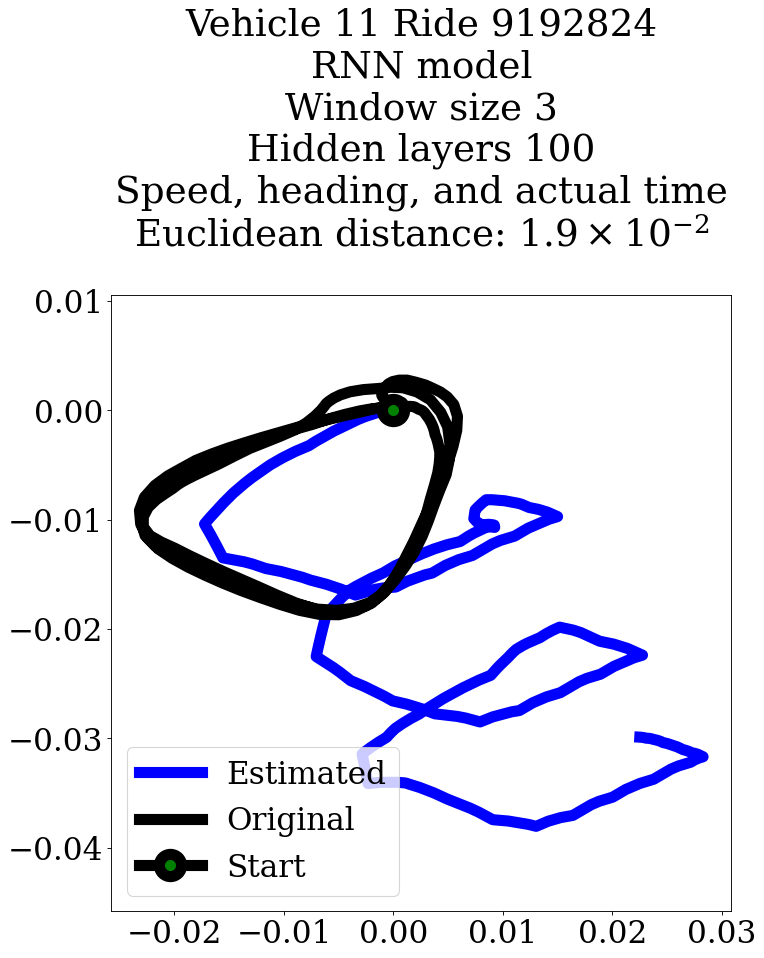 Vehicle 11 Ride 9192824
RNN model
Window size 3
Hidden layers 100
Speed, heading, and actual time
Euclidean distance: $1.9 \times 10^{-2}$
0.01
0.00
−0.01
−0.02
−0.03
−0.04
Estimated
Original
Start
−0.02 −0.01 0.00 0.01 0.02 0.03